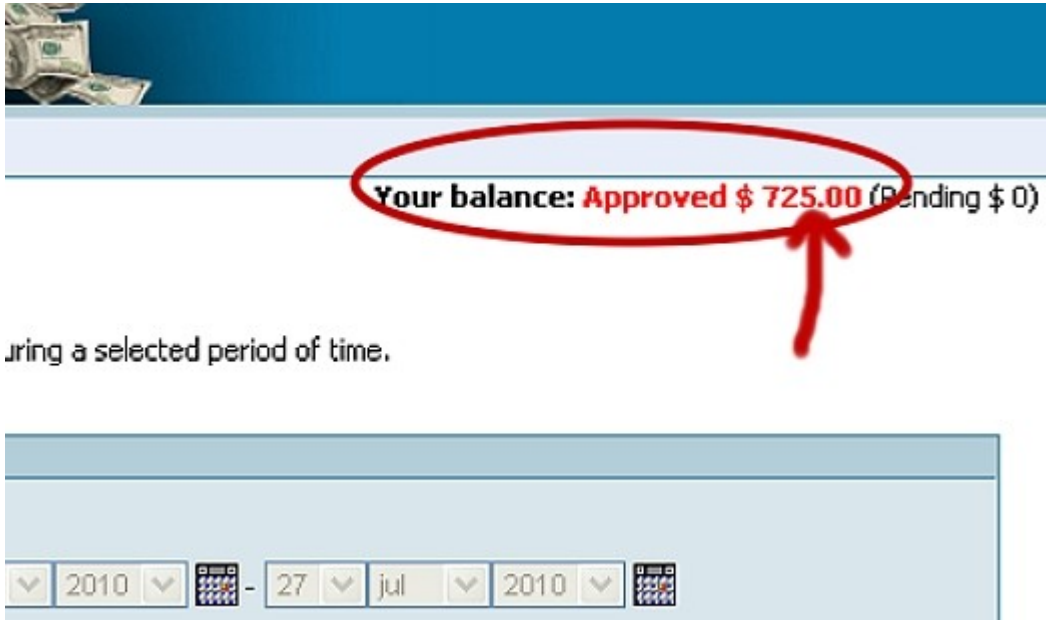 Your balance: Approved $ 725.00 (Pending $ 0)
uring a selected period of time.
2010 - 27 jul 2010